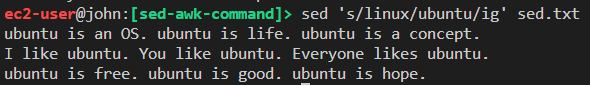 ec2-user@john:[sed-awk-command]> sed 's/linux/ubuntu/ig' sed.txt
ubuntu is an OS. ubuntu is life. ubuntu is a concept.
I like ubuntu. You like ubuntu. Everyone likes ubuntu.
ubuntu is free. ubuntu is good. ubuntu is hope.